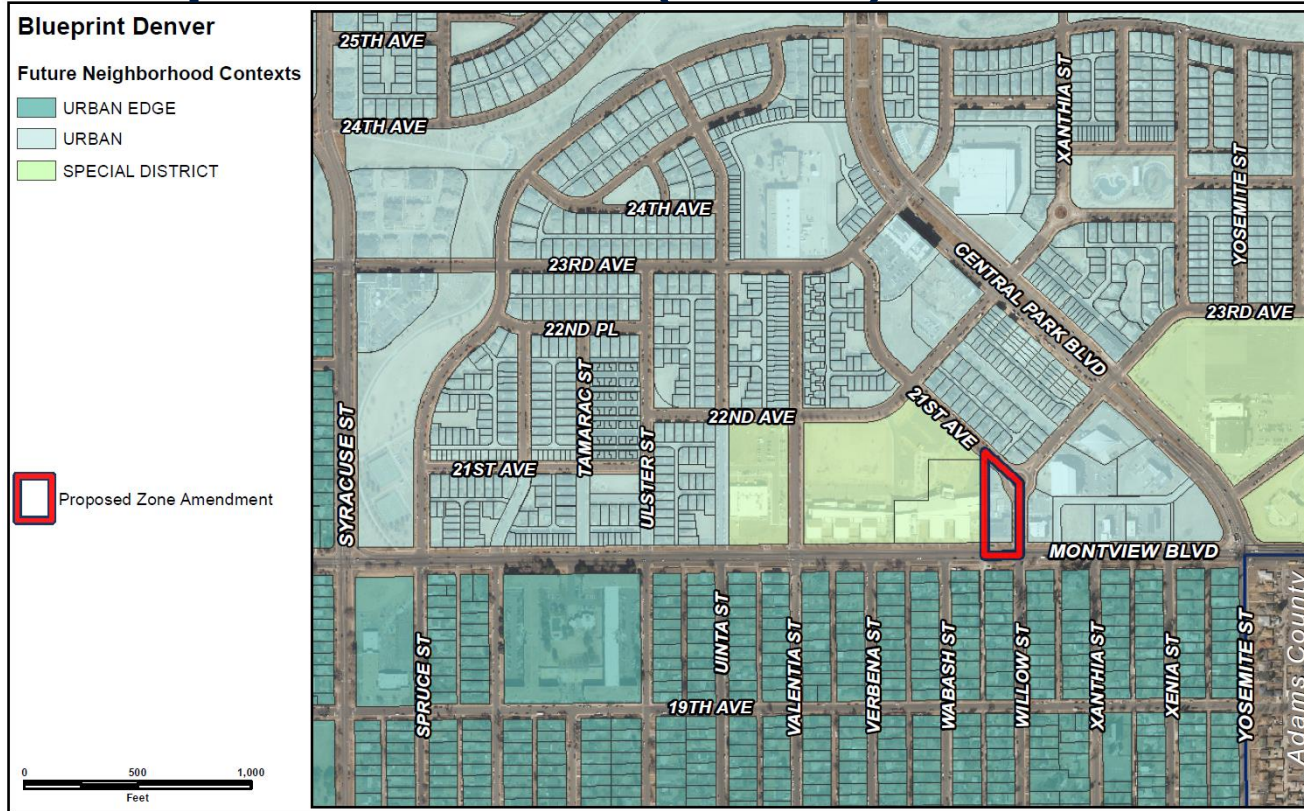 Blueprint Denver
Future Neighborhood Contexts
URBAN EDGE
URBAN
SPECIAL DISTRICT
Proposed Zone Amendment
0 500 1,000
Feet
25TH AVE
24TH AVE
XANTHIA ST
YOSEMITE ST
24TH AVE
23RD AVE
CENTRAL PARK BLVD
23RD AVE
22ND PL
TAMARAC ST
SYRACUSE ST
21ST AVE
22ND AVE
ULSTER ST
21ST AVE
MONTVIEW BLVD
SPRUCE ST
UINTA ST
VALENTIA ST
VERBENA ST
WABASH ST
WILLOW ST
XANTHIA ST
XENIA ST
YOSEMITE ST
Adams County
19TH AVE